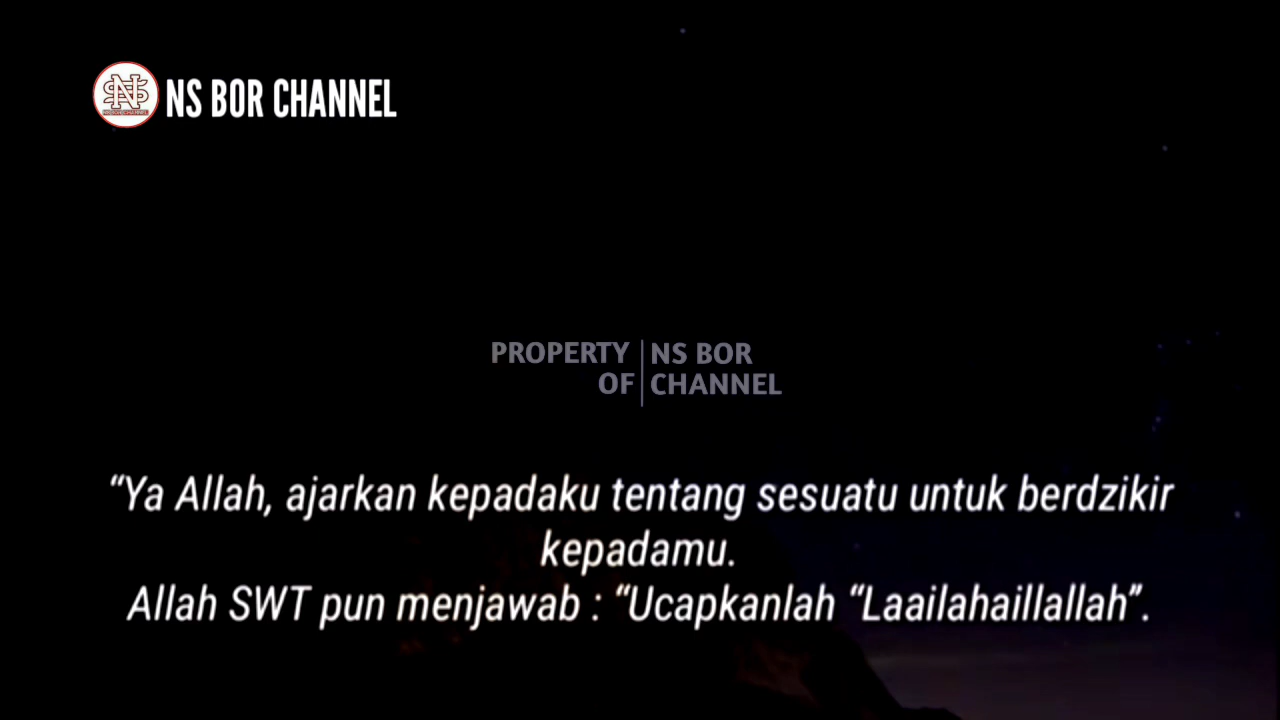 NS BOR CHANNEL
PROPERTY OF
NS BOR CHANNEL
“Ya Allah, ajarkan kepadaku tentang sesuatu untuk berdzikir
kepadamu.
Allah SWT pun menjawab : “Ucapkanlah “Laailahaillallah”.